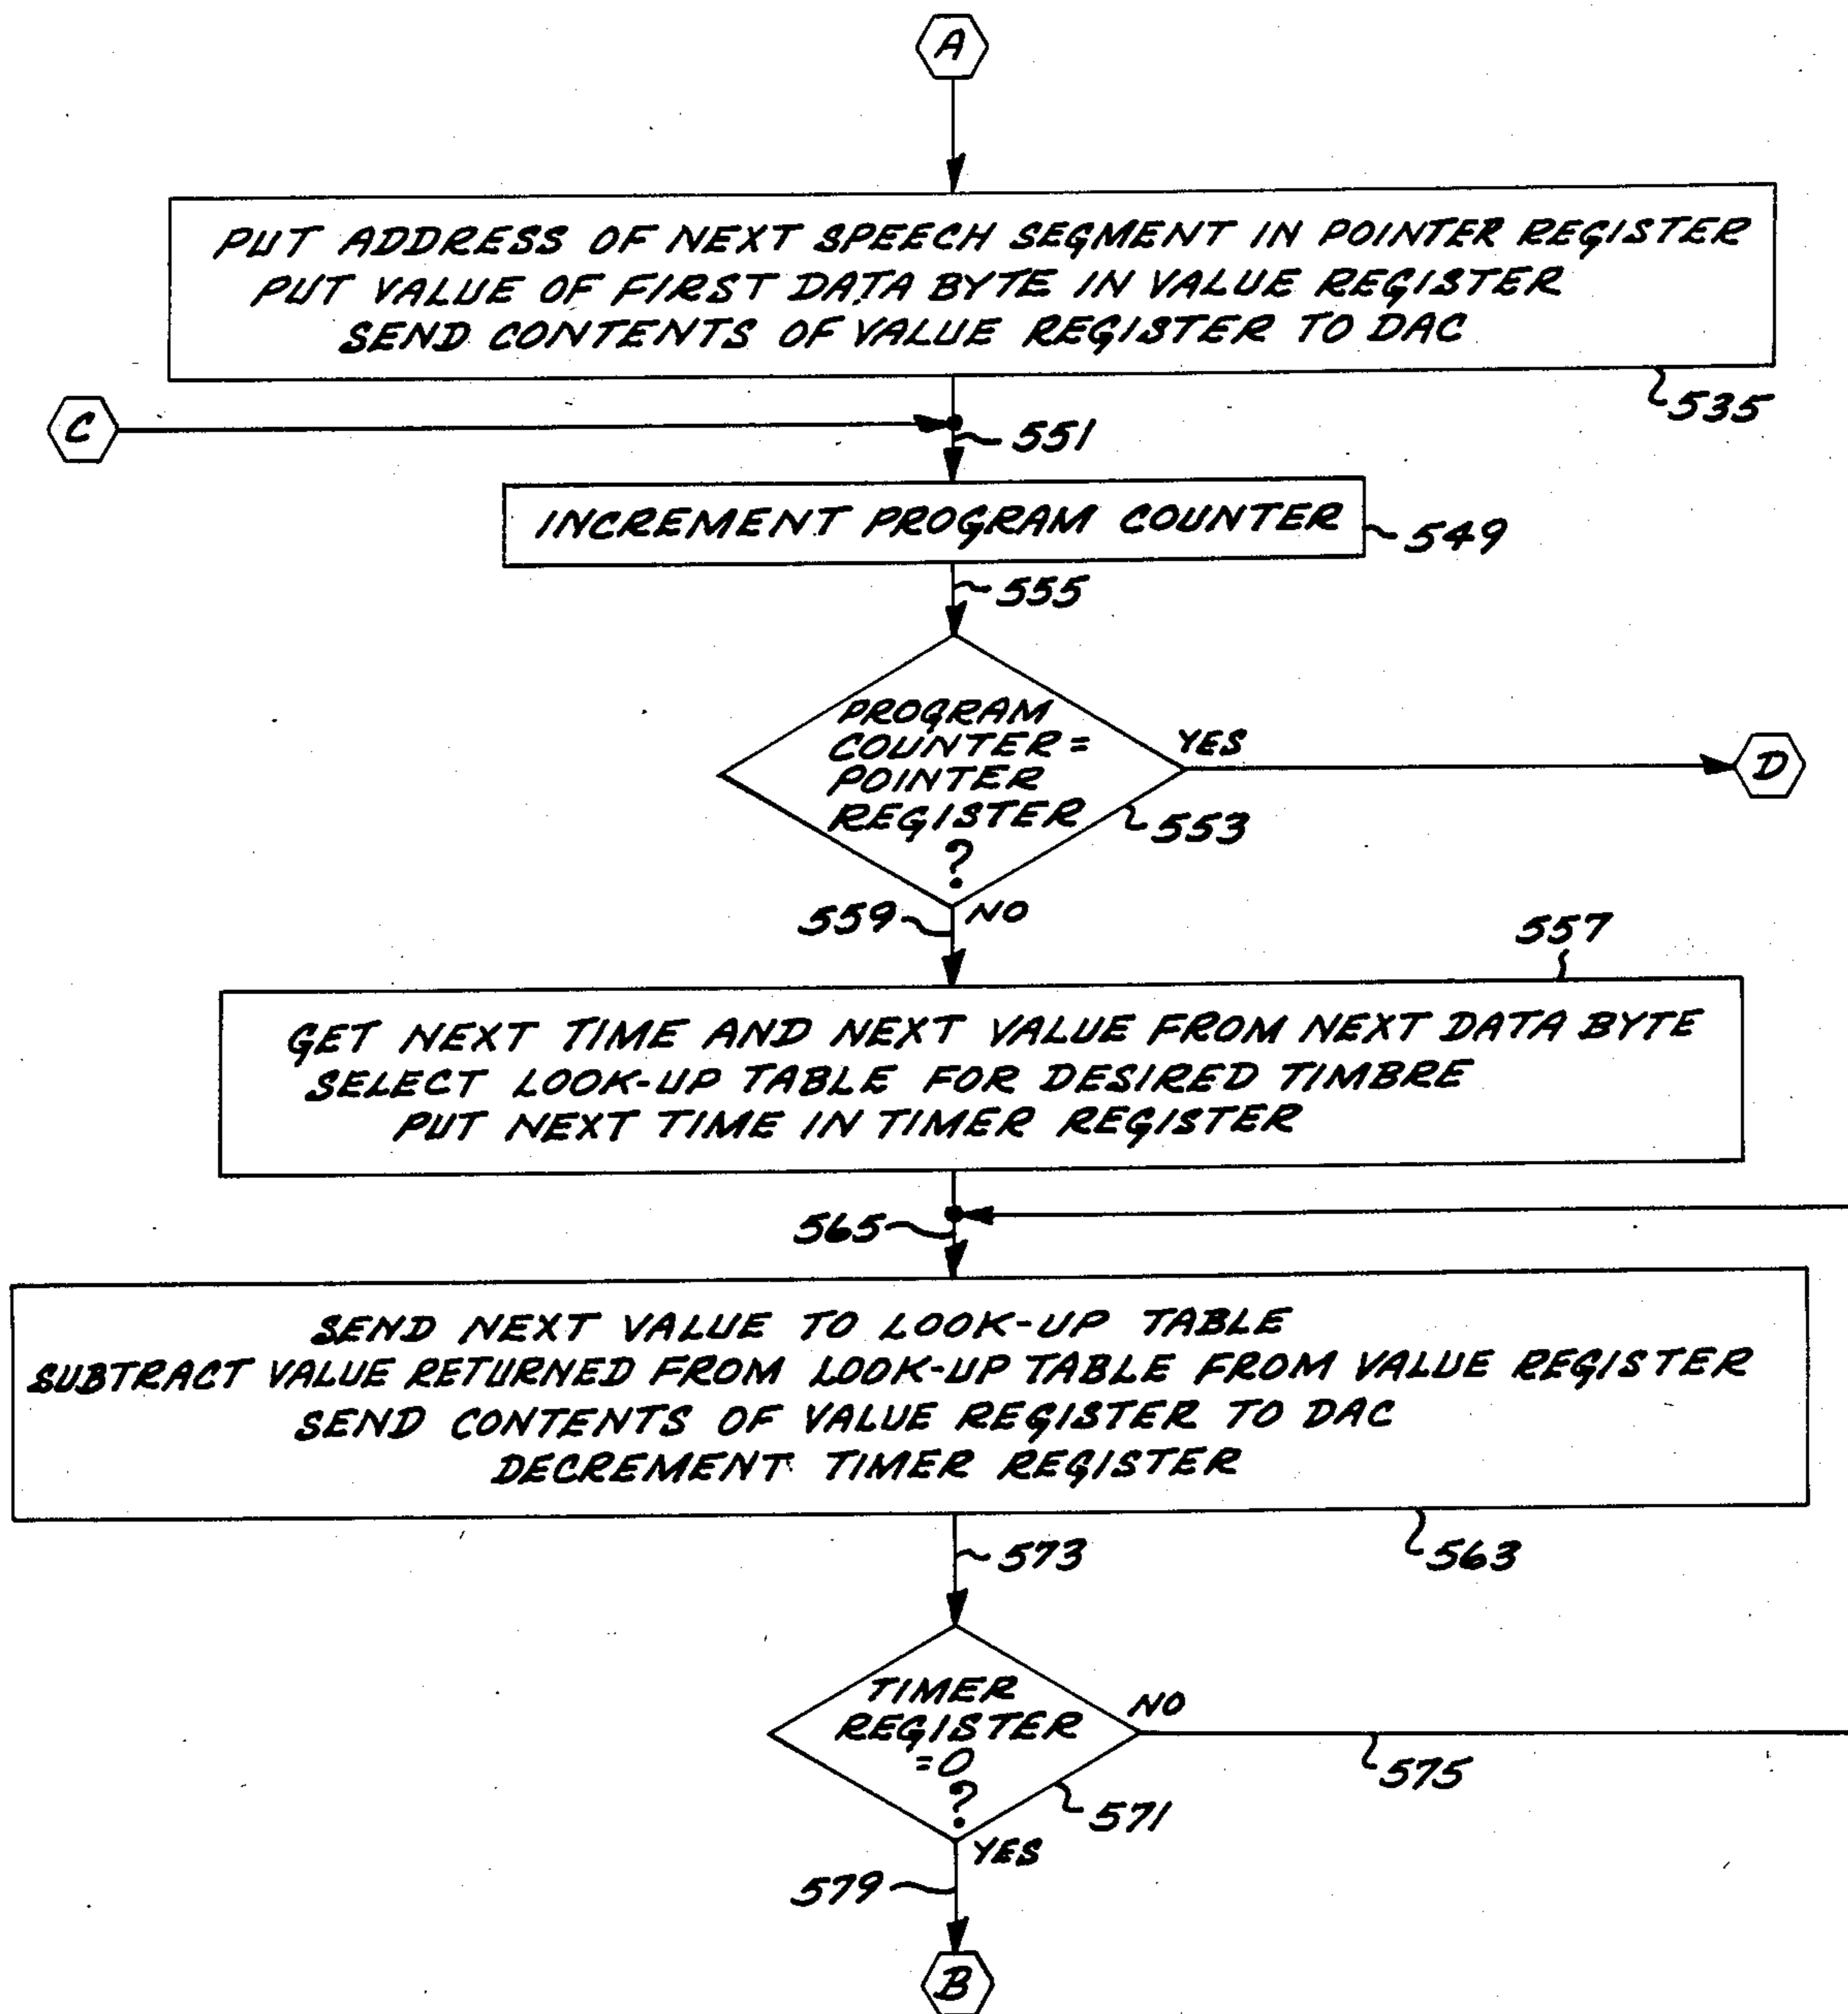 A
PUT ADDRESS OF NEXT SPEECH SEGMENT IN POINTER REGISTER
PUT VALUE OF FIRST DATA BYTE IN VALUE REGISTER
SEND CONTENTS OF VALUE REGISTER TO DAC
535
C
551
INCREMENT PROGRAM COUNTER
549
555
PROGRAM
COUNTER =
POINTER
REGISTER
?
YES
D
553
559
NO
557
GET NEXT TIME AND NEXT VALUE FROM NEXT DATA BYTE
SELECT LOOK-UP TABLE FOR DESIRED TIMBRE
PUT NEXT TIME IN TIMER REGISTER
565
SEND NEXT VALUE TO LOOK-UP TABLE
SUBTRACT VALUE RETURNED FROM LOOK-UP TABLE FROM VALUE REGISTER
SEND CONTENTS OF VALUE REGISTER TO DAC
DECREMENT TIMER REGISTER
573
563
TIMER
REGISTER
=0
?
NO
575
571
YES
579
B